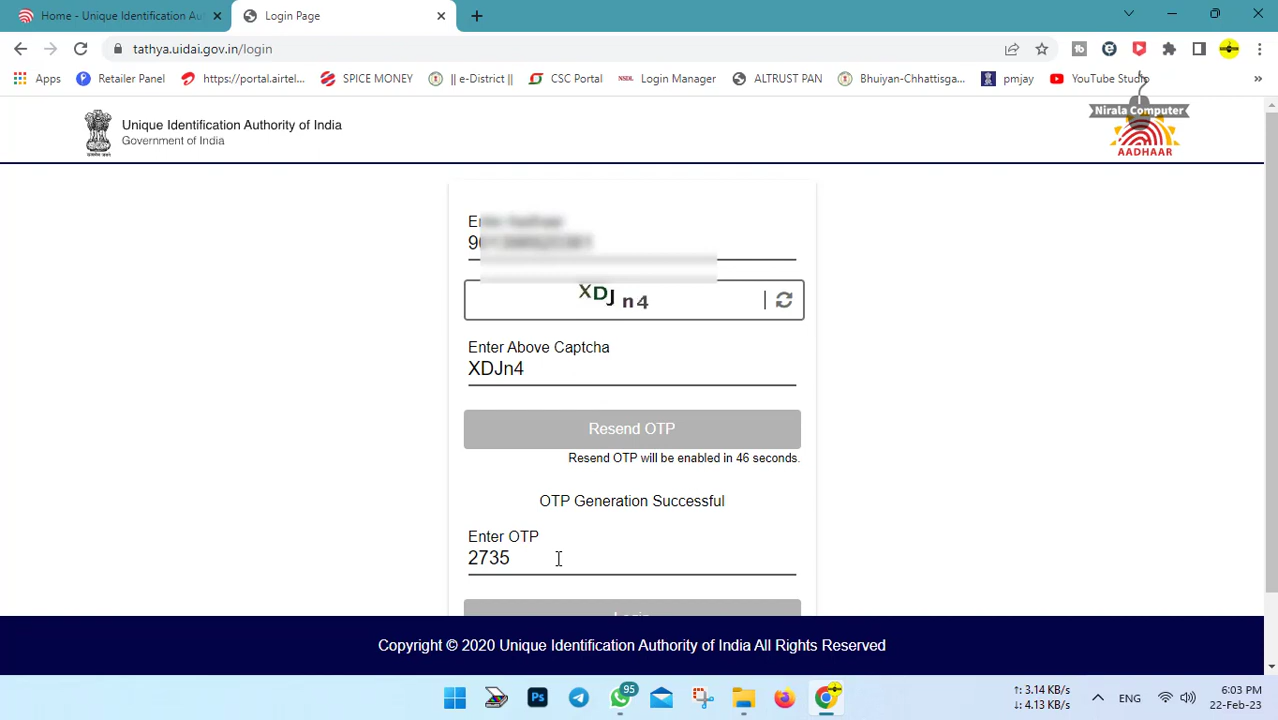 Home - Unique Identification Au
Login Page
tathya.uidai.gov.in/login
Apps
Retailer Panel
https://portal.airtel...
SPICE MONEY
e-District ||
CSC Portal
NSDL
Login Manager
ALTRUST PAN
Bhuiyan-Chhattisga...
pmjay
YouTube Studio
»
Unique Identification Authority of India
Government of India
Nirala Computer
AADHAAR
XDJn4
Enter Above Captcha
XDJn4
Resend OTP
Resend OTP will be enabled in 46 seconds.
OTP Generation Successful
Enter OTP
2735
Login
Copyright © 2020 Unique Identification Authority of India All Rights Reserved
Ps
95
↑: 3.14 KB/s
↓: 4.13 KB/s
ENG
6:03 PM
22-Feb-23